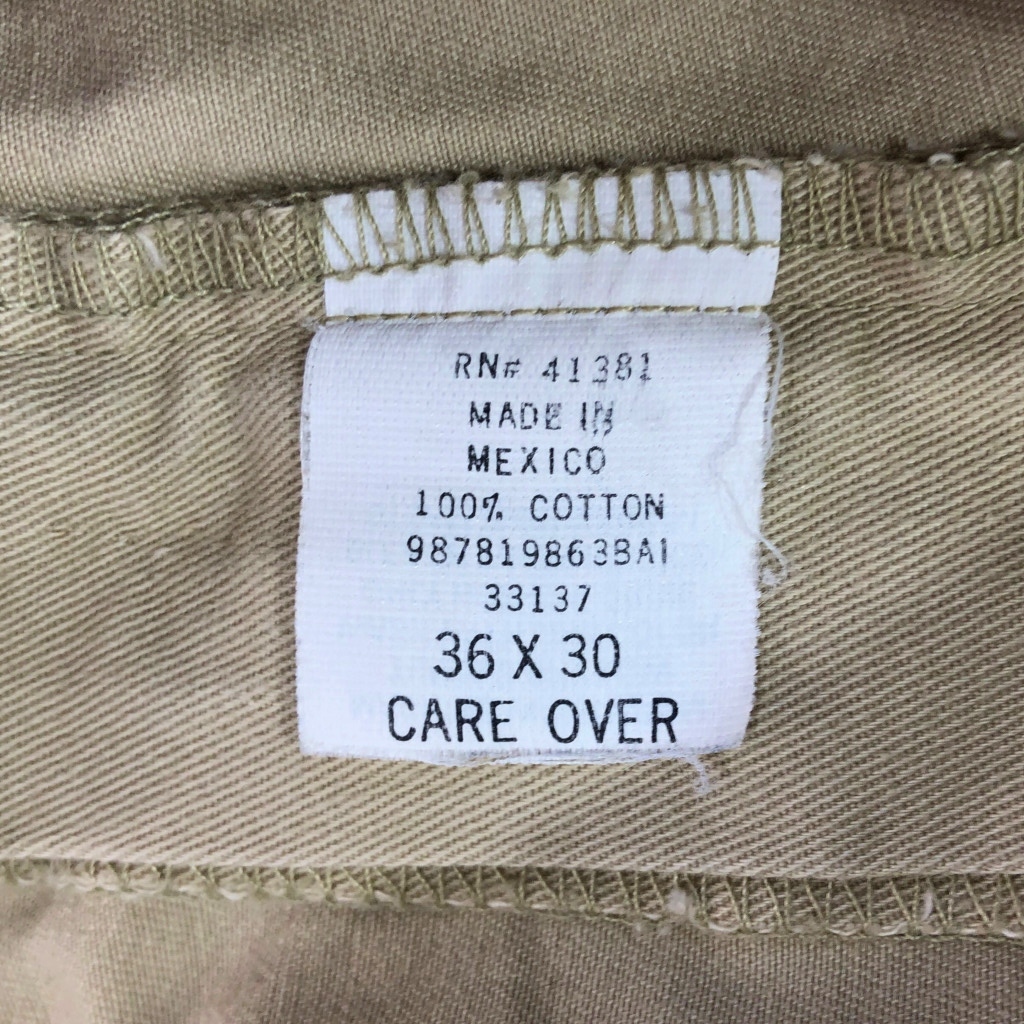 RN# 41381
MADE IN
MEXICO
100% COTTON
987819863BA1
33137
36 X 30
CARE OVER